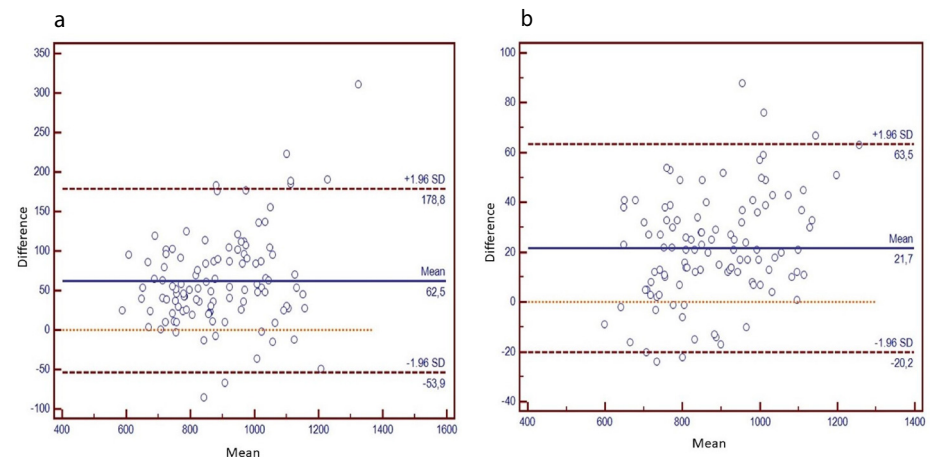 a
350
300
250
200
150
100
50
0
-50
-100
Difference
+1.96 SD
178,8
Mean
62,5
-1.96 SD
-53,9
400 600 800 1000 1200 1400 1600
Mean
b
100
80
60
40
20
0
-20
-40
Difference
+1.96 SD
63,5
Mean
21,7
-1.96 SD
-20,2
400 600 800 1000 1200 1400
Mean